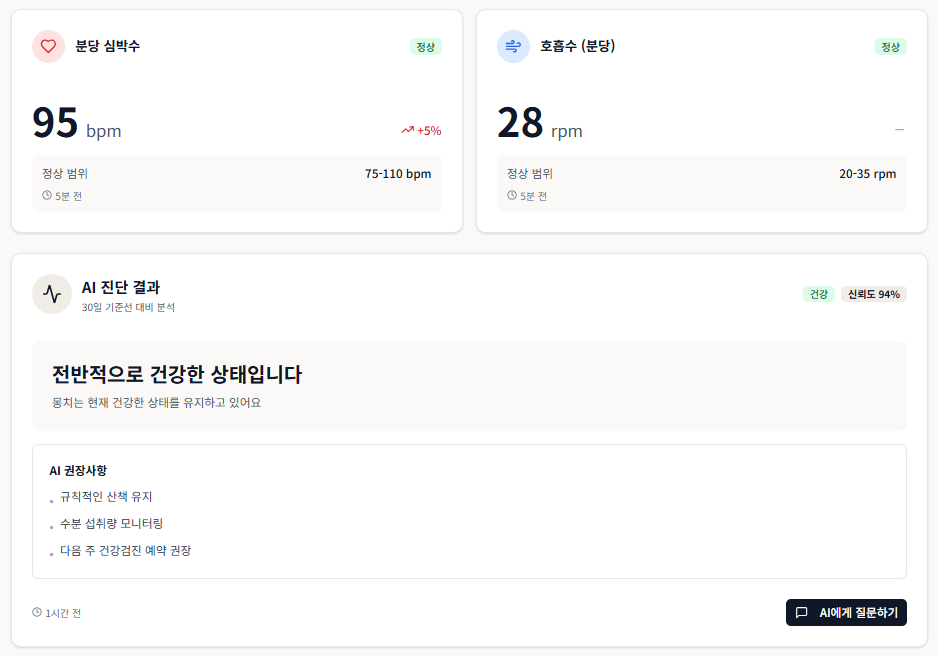 분당 심박수
정상
95 bpm
+5%
정상 범위
75-110 bpm
5분 전
호흡수 (분당)
정상
28 rpm
정상 범위
20-35 rpm
5분 전
AI 진단 결과
30일 기준선 대비 분석
건강
신뢰도 94%
전반적으로 건강한 상태입니다
몽치는 현재 건강한 상태를 유지하고 있어요
AI 권장사항
• 규칙적인 산책 유지
• 수분 섭취량 모니터링
• 다음 주 건강검진 예약 권장
1시간 전
AI에게 질문하기